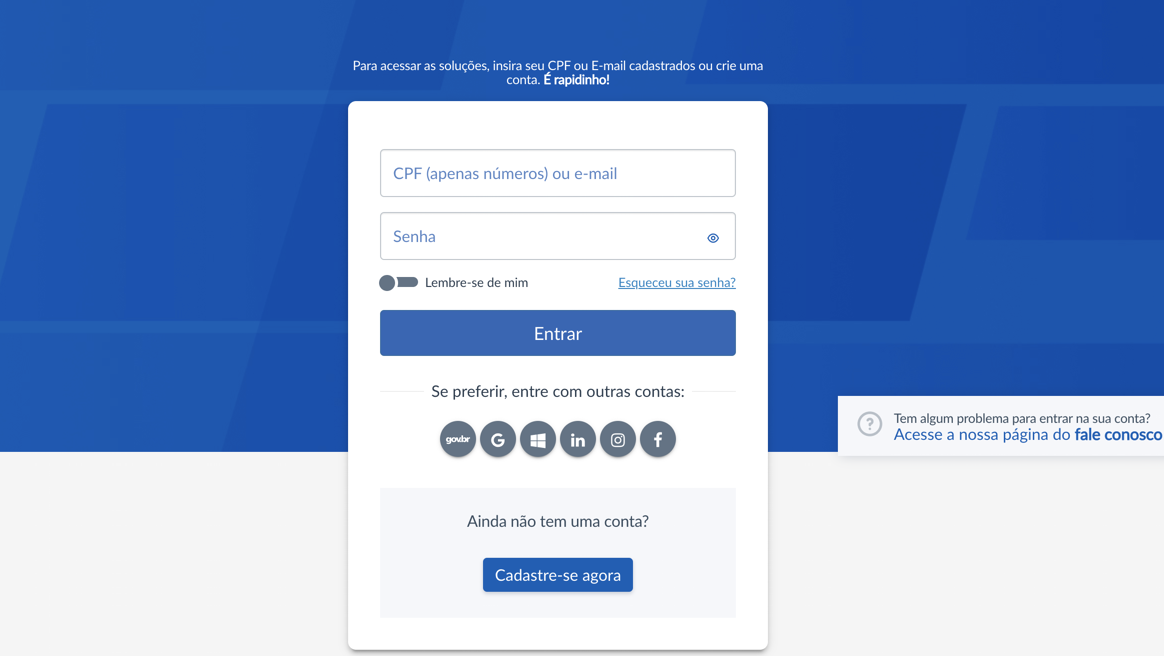 Para acessar as soluções, insira seu CPF ou E-mail cadastrados ou crie uma
conta. É rapidinho!
CPF (apenas números) ou e-mail
Senha
Lembre-se de mim
Esqueceu sua senha?
Entrar
Se preferir, entre com outras contas:
gov.br
G
in
f
Tem algum problema para entrar na sua conta?
Acesse a nossa página do fale conosco
Ainda não tem uma conta?
Cadastre-se agora